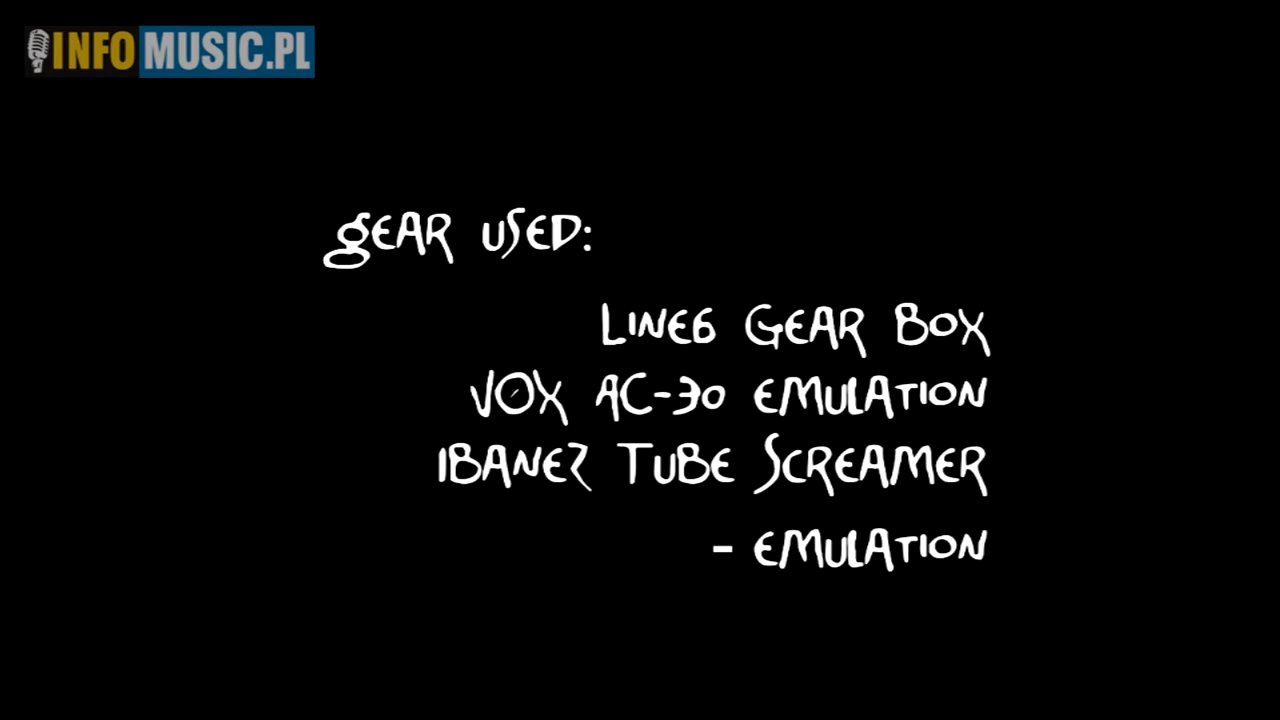 INFOMUSIC.PL
gEAR USED:
LINE6 GEAR BOX
VOX AC-30 EMULATION
IBANEZ TUBE SCREAMER
- EMULATION